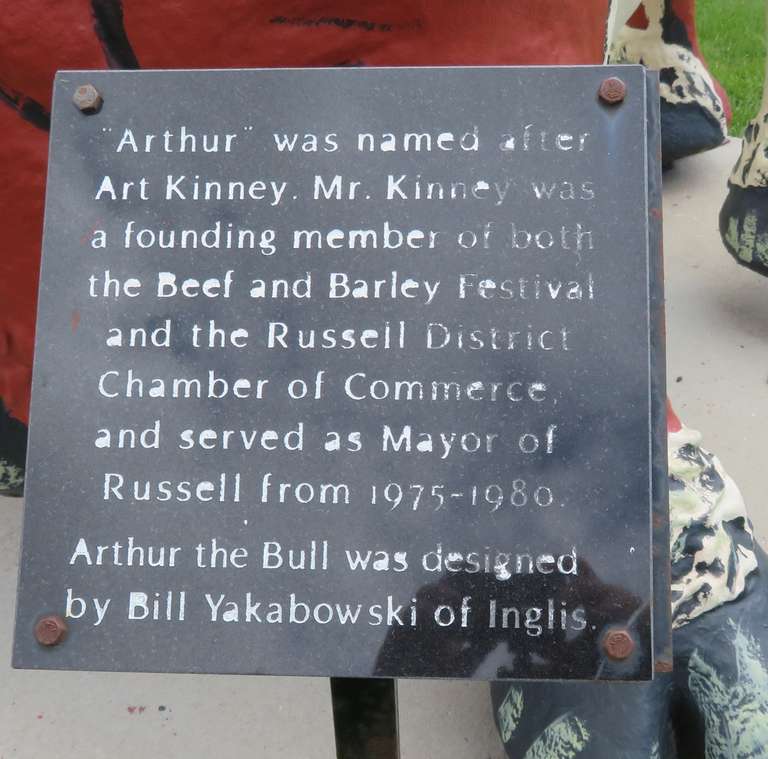 "Arthur" was named after
Art Kinney. Mr. Kinney was
a founding member of both
the Beef and Barley Festival
and the Russell District
Chamber of Commerce,
and served as Mayor of
Russell from 1975-1980.
Arthur the Bull was designed
by Bill Yakabowski of Inglis.